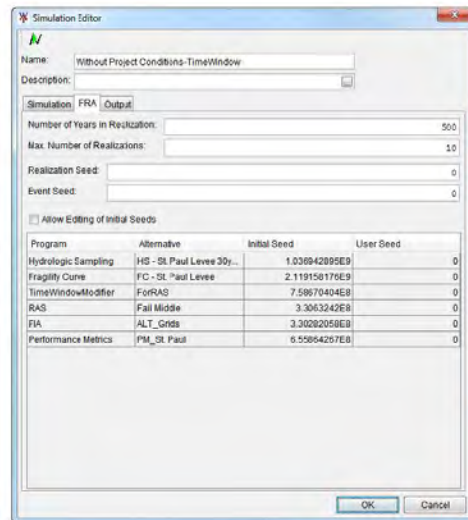 Simulation Editor
Name: Without Project Conditions-TimeWindow
Description:
Simulation FRA Output
Number of Years in Realization: 500
Max. Number of Realizations: 10
Realization Seed: 0
Event Seed: 0
Allow Editing of Initial Seeds
Program Alternative Initial Seed User Seed
Hydrologic Sampling HS - St. Paul Levee 30y... 1.036942895E9 0
Fragility Curve FC - St. Paul Levee 2.119158176E9 0
TimeWindowModifier ForRAS 7.58670404E8 0
RAS Fail Middle 3.3063242E8 0
FIA ALT_Grids 3.30282058E8 0
Performance Metrics PM_St. Paul 6.55864267E8 0
OK Cancel